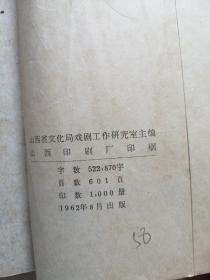 山西省文化局戏剧工作研究室主编
山西印刷厂印刷
字数 522,870字
页数 601页
印数 1,000册
1962年8月出版
50